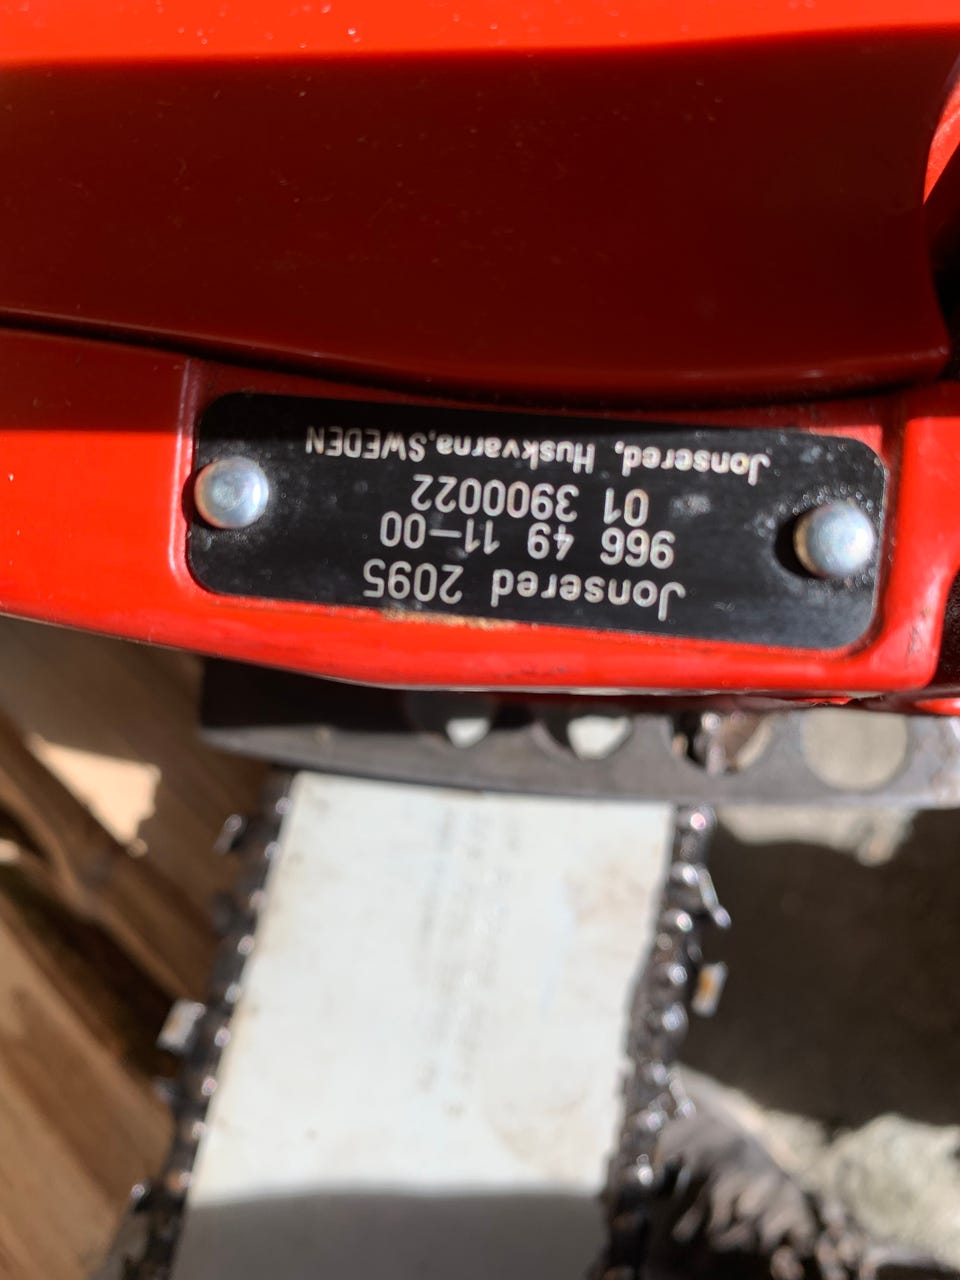 Jonsered 2095
966 49 11-00
01 3900022
Jonsered, Huskvarna, SWEDEN